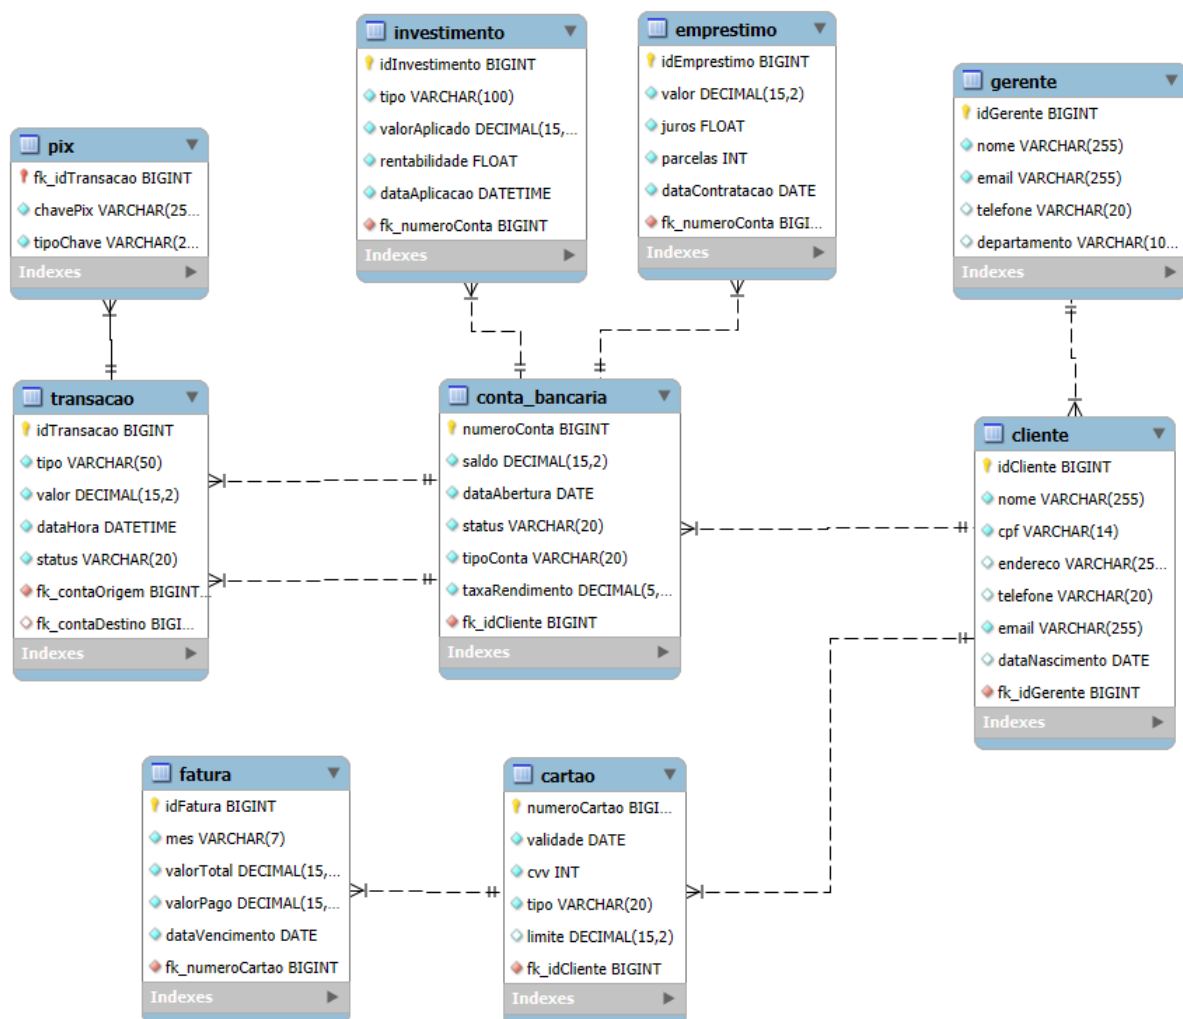 investimento
idInvestimento BIGINT
tipo VARCHAR(100)
valorAplicado DECIMAL(15,...
rentabilidade FLOAT
dataAplicacao DATETIME
fk_numeroConta BIGINT
Indexes
emprestimo
idEmprestimo BIGINT
valor DECIMAL(15,2)
juros FLOAT
parcelas INT
dataContratacao DATE
fk_numeroConta BIGI...
Indexes
gerente
idGerente BIGINT
nome VARCHAR(255)
email VARCHAR(255)
telefone VARCHAR(20)
departamento VARCHAR(10...
Indexes
pix
fk_idTransacao BIGINT
chavePix VARCHAR(25...
tipoChave VARCHAR(2...
Indexes
transacao
idTransacao BIGINT
tipo VARCHAR(50)
valor DECIMAL(15,2)
dataHora DATETIME
status VARCHAR(20)
fk_contaOrigem BIGINT...
fk_contaDestino BIGI...
Indexes
conta_bancaria
numeroConta BIGINT
saldo DECIMAL(15,2)
dataAbertura DATE
status VARCHAR(20)
tipoConta VARCHAR(20)
taxaRendimento DECIMAL(5,...
fk_idCliente BIGINT
Indexes
cliente
idCliente BIGINT
nome VARCHAR(255)
cpf VARCHAR(14)
endereco VARCHAR(25...
telefone VARCHAR(20)
email VARCHAR(255)
dataNascimento DATE
fk_idGerente BIGINT
Indexes
fatura
idFatura BIGINT
mes VARCHAR(7)
valorTotal DECIMAL(15,...
valorPago DECIMAL(15,...
dataVencimento DATE
fk_numeroCartao BIGINT
Indexes
cartao
numeroCartao BIGI...
validade DATE
cvv INT
tipo VARCHAR(20)
limite DECIMAL(15,2)
fk_idCliente BIGINT
Indexes